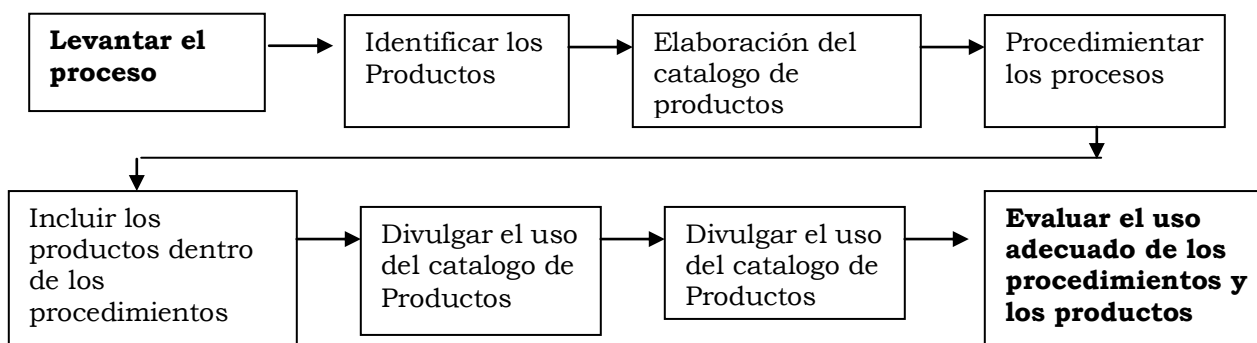 Levantar el
proceso
Identificar los
Productos
Elaboración del
catalogo de
productos
Procedimientar
los procesos
Incluir los
productos dentro
de los
procedimientos
Divulgar el uso
del catalogo de
Productos
Divulgar el uso
del catalogo de
Productos
Evaluar el uso
adecuado de los
procedimientos y
los productos